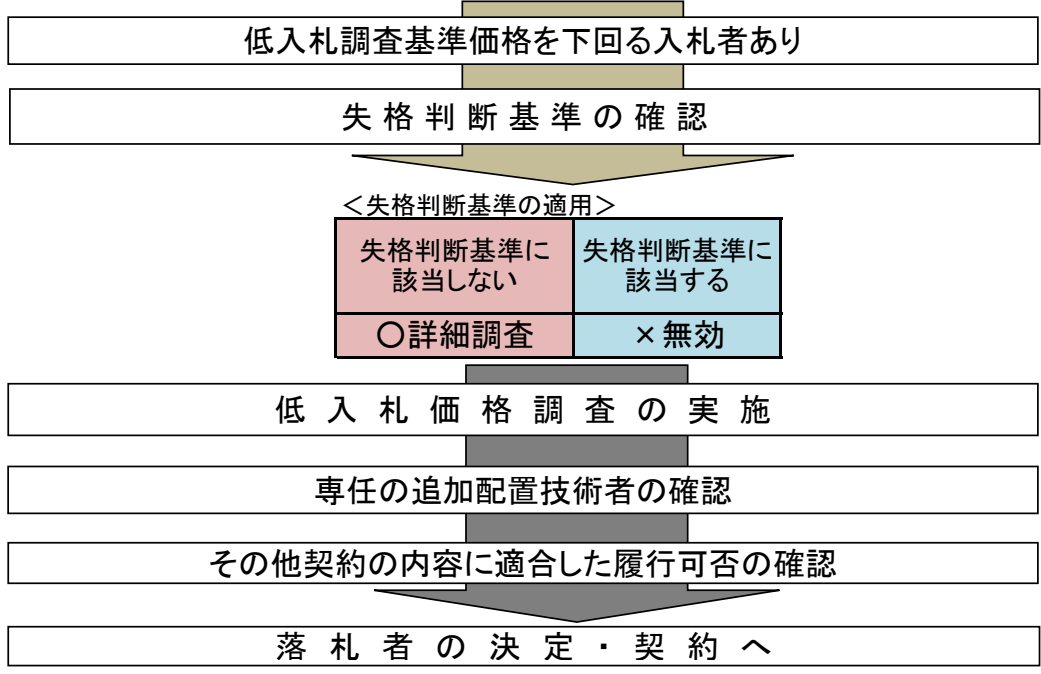 低入札調査基準価格を下回る入札者あり
失格判断基準の確認
＜失格判断基準の適用＞
失格判断基準に
該当しない
失格判断基準に
該当する
〇詳細調査
×無効
低入札価格調査の実施
専任の追加配置技術者の確認
その他契約の内容に適合した履行可否の確認
落札者の決定・契約へ